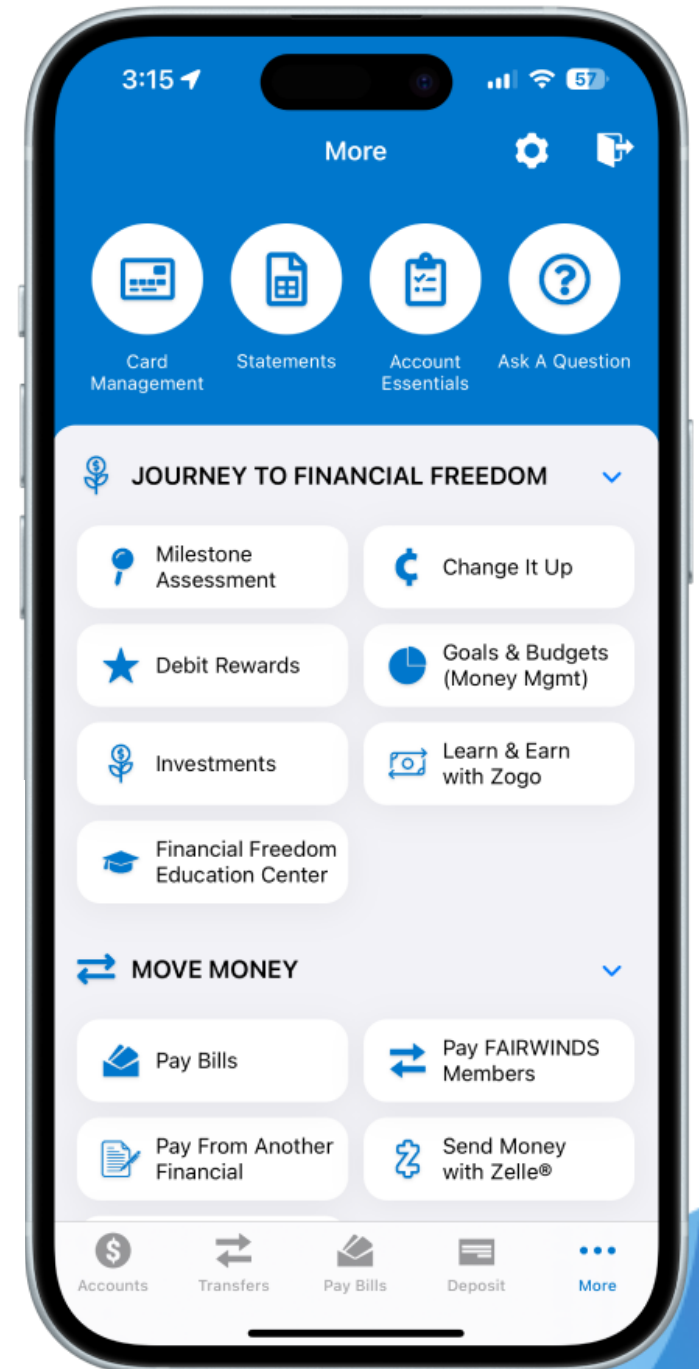 3:15
57
More
Card
Management
Statements
Account
Essentials
Ask A Question
JOURNEY TO FINANCIAL FREEDOM
Milestone
Assessment
Change It Up
Debit Rewards
Goals & Budgets
(Money Mgmt)
Investments
Learn & Earn
with Zogo
Financial Freedom
Education Center
MOVE MONEY
Pay Bills
Pay FAIRWINDS
Members
Pay From Another
Financial
Send Money
with Zelle®
Accounts
Transfers
Pay Bills
Deposit
More